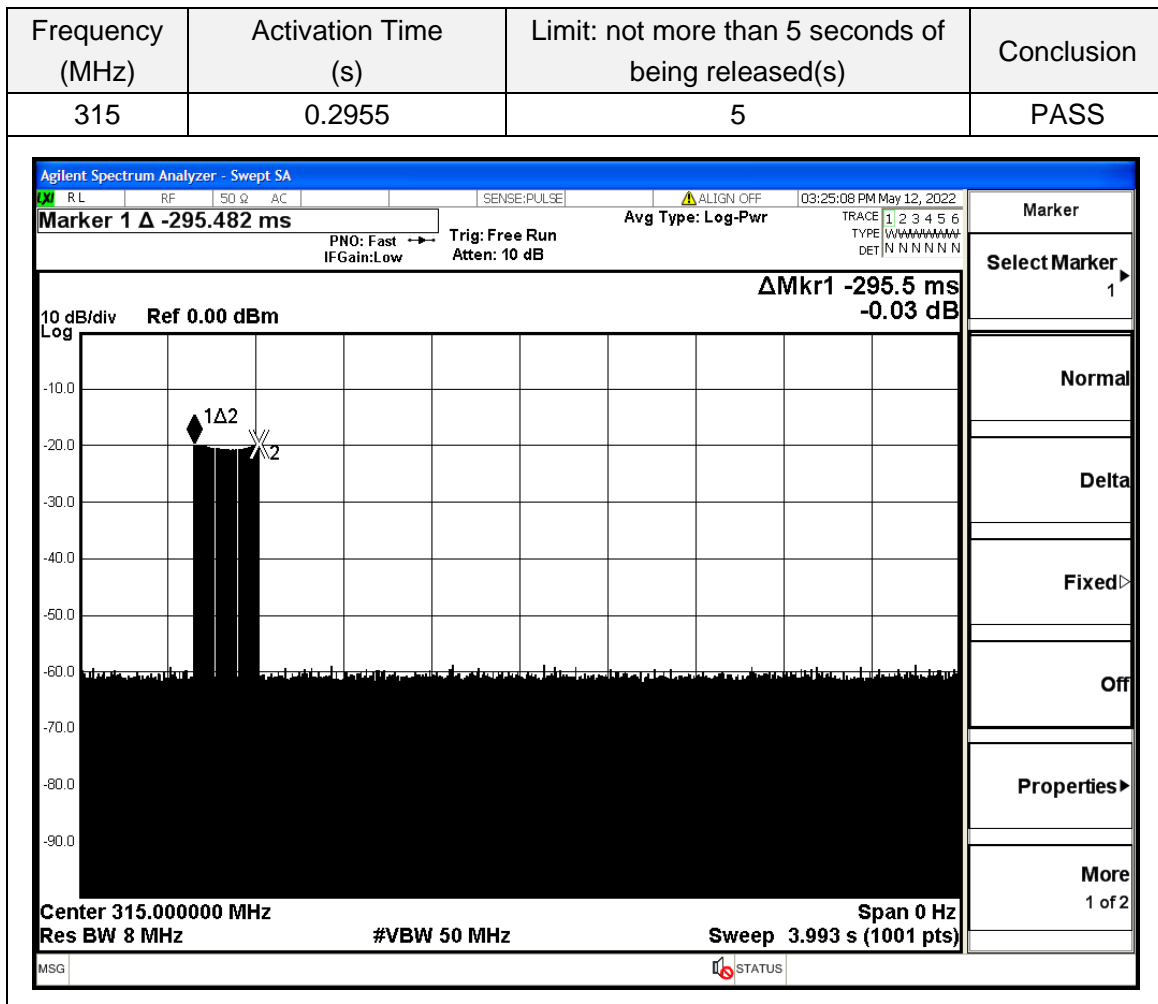 Frequency (MHz) Activation Time (s) Limit: not more than 5 seconds of being released(s) Conclusion
315 0.2955 5 PASS
Agilent Spectrum Analyzer - Swept SA
LXI RL RF 50 Ω AC SENSE:PULSE ALIGN OFF 03:25:08 PM May 12, 2022
Marker 1 Δ -295.482 ms
PNO: Fast
IFGain:Low
Trig: Free Run
Atten: 10 dB
Avg Type: Log-Pwr
TRACE 1 2 3 4 5 6
TYPE
DET N N N N N N
ΔMkr1 -295.5 ms
-0.03 dB
10 dB/div Ref 0.00 dBm
Log
-10.0
1Δ2
-20.0
2
-30.0
-40.0
-50.0
-60.0
-70.0
-80.0
-90.0
Center 315.000000 MHz Span 0 Hz
Res BW 8 MHz #VBW 50 MHz Sweep 3.993 s (1001 pts)
MSG STATUS
Marker
Select Marker
1
Normal
Delta
Fixed
Off
Properties
More
1 of 2